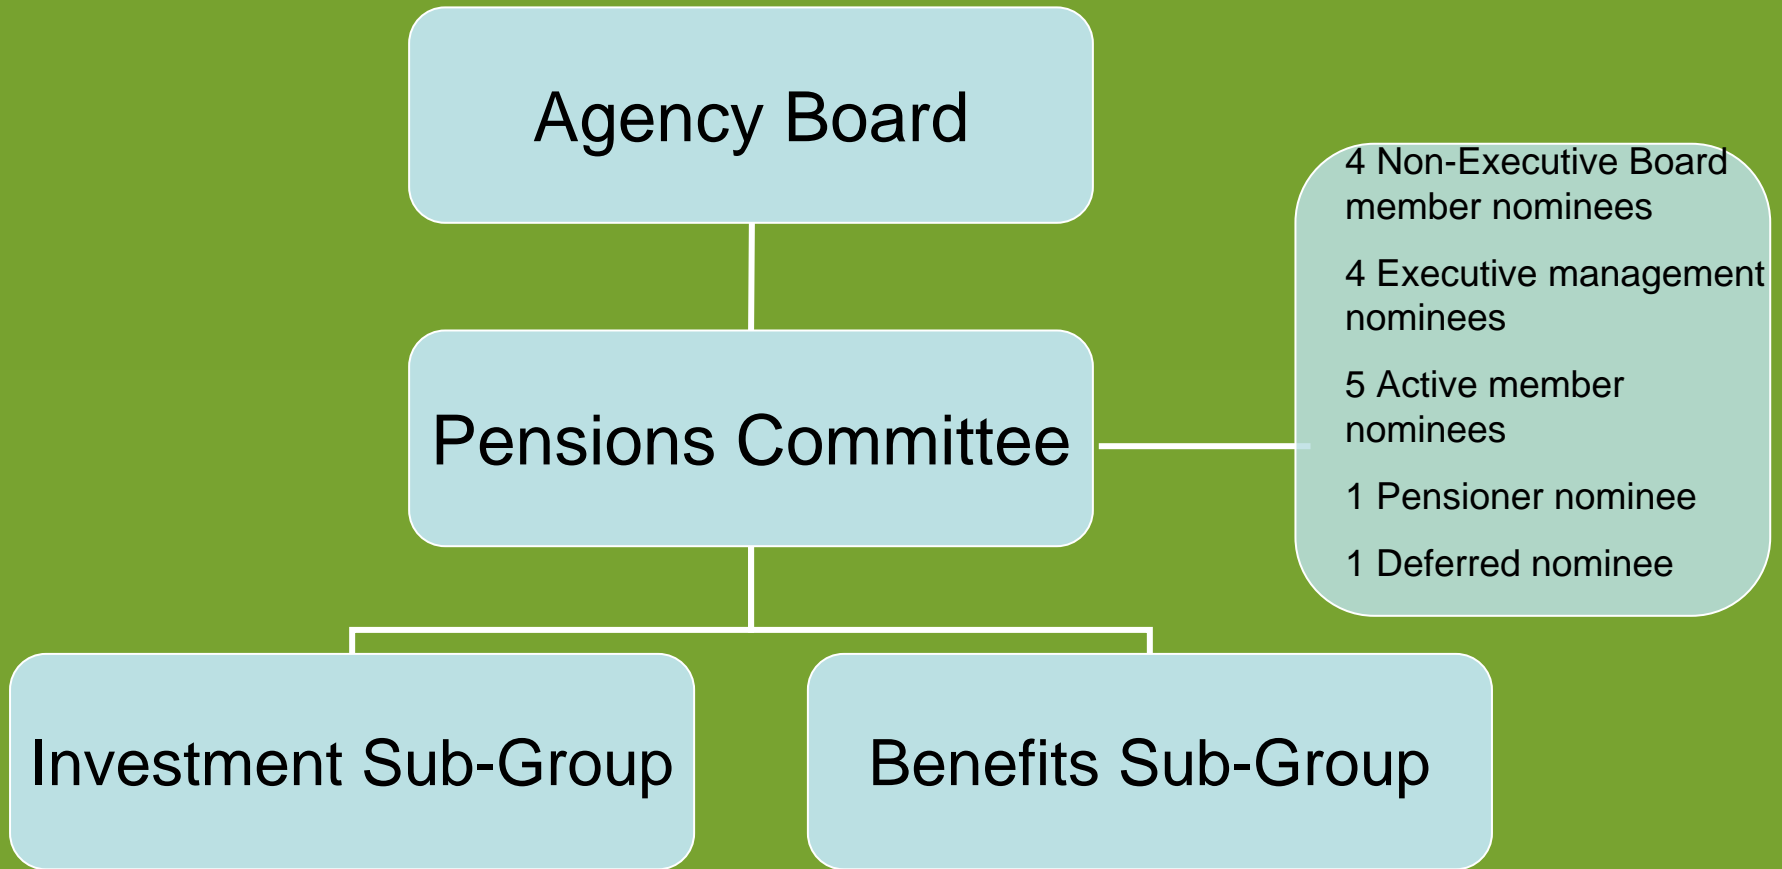 Agency Board
4 Non-Executive Board
member nominees
4 Executive management
nominees
5 Active member
nominees
1 Pensioner nominee
1 Deferred nominee
Pensions Committee
Investment Sub-Group
Benefits Sub-Group